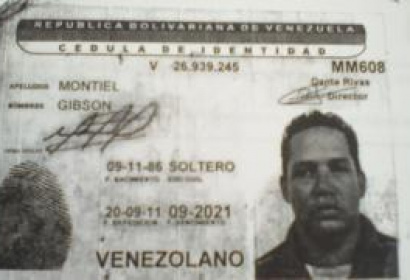 REPUBLICA BOLIVARIANA DE VENEZUELA
CEDULA DE IDENTIDAD
V 26.939.245
MM608
Dante Rivas
Director
APELLIDOS MONTIEL
NOMBRES GIBSON
09-11-86 SOLTERO
F. NACIMIENTO EDO CIVIL
20-09-11 09-2021
F. EXPEDICION F. VENCIMIENTO
VENEZOLANO